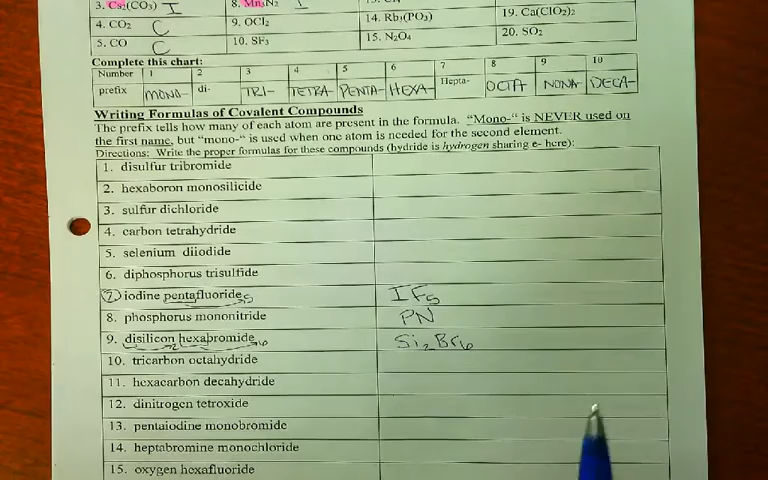 3. Cs₂(CO₃) I
8. Mn₃N₂ I
4. CO₂ C
9. OCl₂
14. Rb₃(PO₃)
19. Ca(ClO₂)₂
5. CO C
10. SF₃
15. N₂O₄
20. SO₂
Complete this chart:
Number 1 2 3 4 5 6 7 8 9 10
prefix MONO- di- TRI- TETRA- PENTA- HEXA- Hepta- OCTA- NONA- DECA-
Writing Formulas of Covalent Compounds
The prefix tells how many of each atom are present in the formula. “Mono-“ is NEVER used on
the first name, but “mono-“ is used when one atom is needed for the second element.
Directions: Write the proper formulas for these compounds (hydride is hydrogen sharing e- here):
1. disulfur tribromide
2. hexaboron monosilicide
3. sulfur dichloride
4. carbon tetrahydride
5. selenium diiodide
6. diphosphorus trisulfide
7. iodine pentafluoride 5 IF₅
8. phosphorus mononitride PN
9. disilicon hexabromide 2 6 Si₂Br₆
10. tricarbon octahydride
11. hexacarbon decahydride
12. dinitrogen tetroxide
13. pentaiodine monobromide
14. heptabromine monochloride
15. oxygen hexafluoride